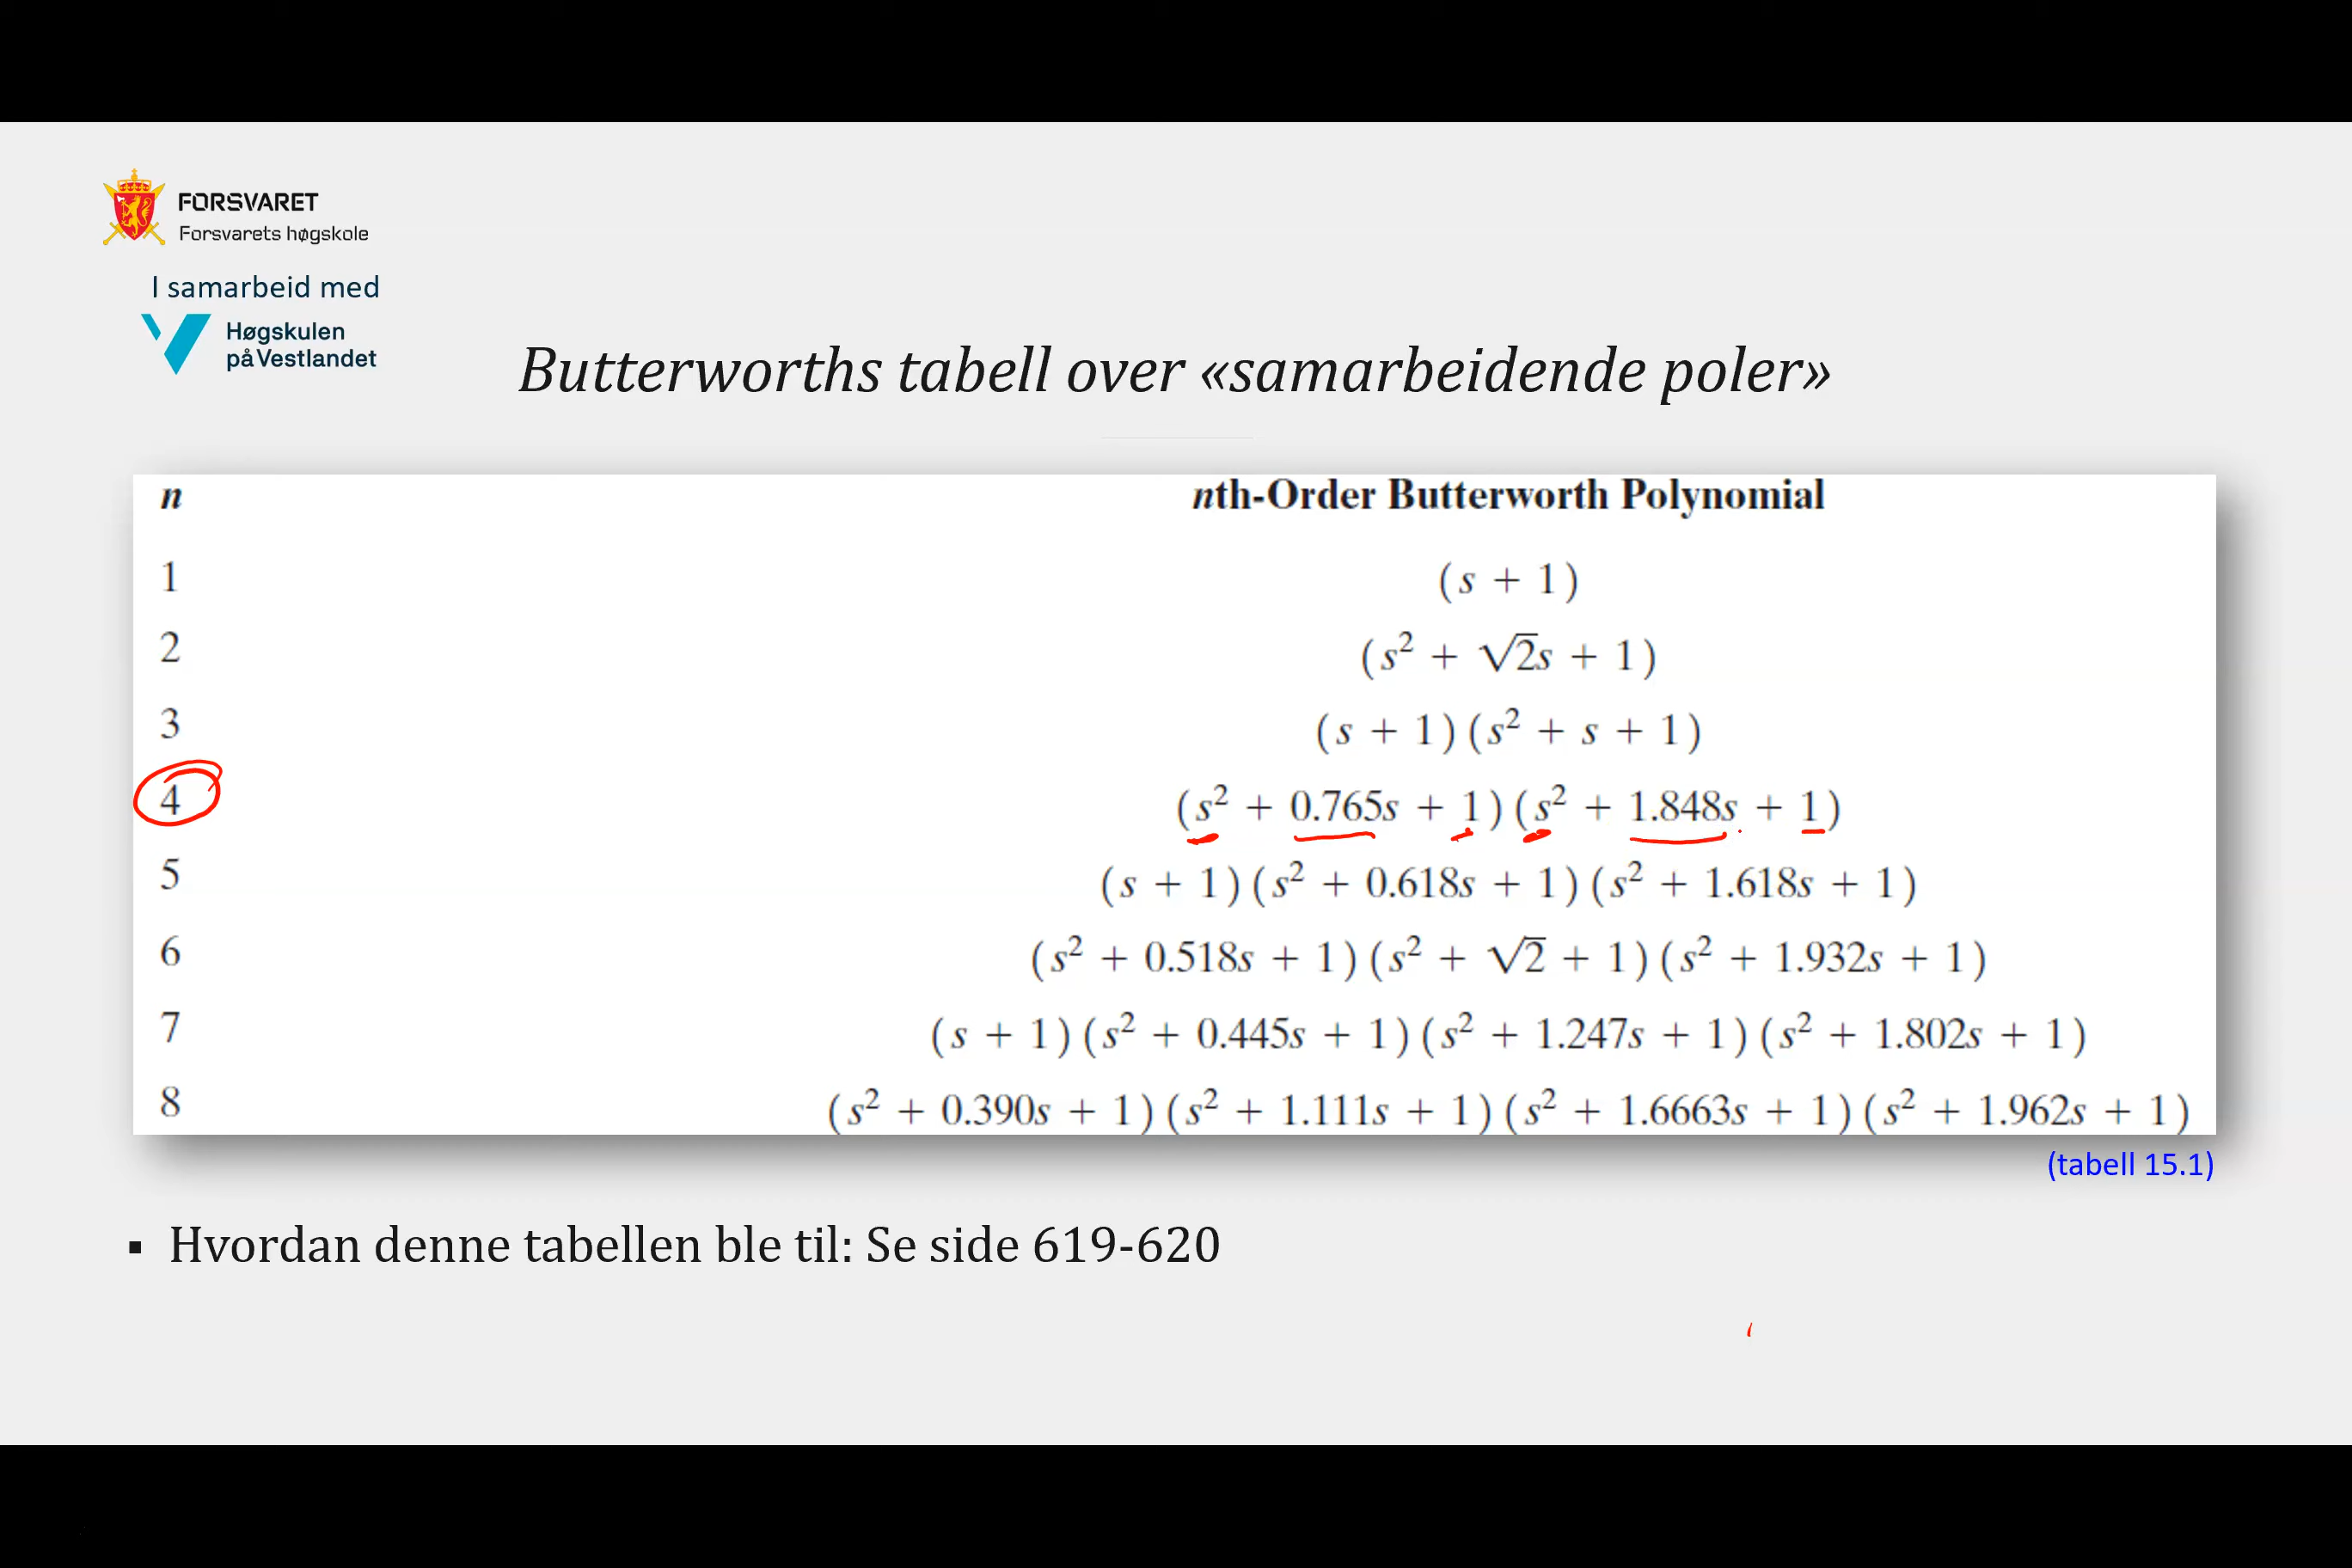 FORSVARET
Forsvarets høgskole
I samarbeid med
Høgskulen
på Vestlandet
Butterworths tabell over «samarbeidende poler»
n nth-Order Butterworth Polynomial
1 (s + 1)
2 (s² + √2s + 1)
3 (s + 1)(s² + s + 1)
4 (s² + 0.765s + 1)(s² + 1.848s + 1)
5 (s + 1)(s² + 0.618s + 1)(s² + 1.618s + 1)
6 (s² + 0.518s + 1)(s² + √2 + 1)(s² + 1.932s + 1)
7 (s + 1)(s² + 0.445s + 1)(s² + 1.247s + 1)(s² + 1.802s + 1)
8 (s² + 0.390s + 1)(s² + 1.111s + 1)(s² + 1.6663s + 1)(s² + 1.962s + 1)
(tabell 15.1)
▪ Hvordan denne tabellen ble til: Se side 619-620